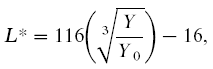 L* = 116(∛(Y/Y₀)) − 16,